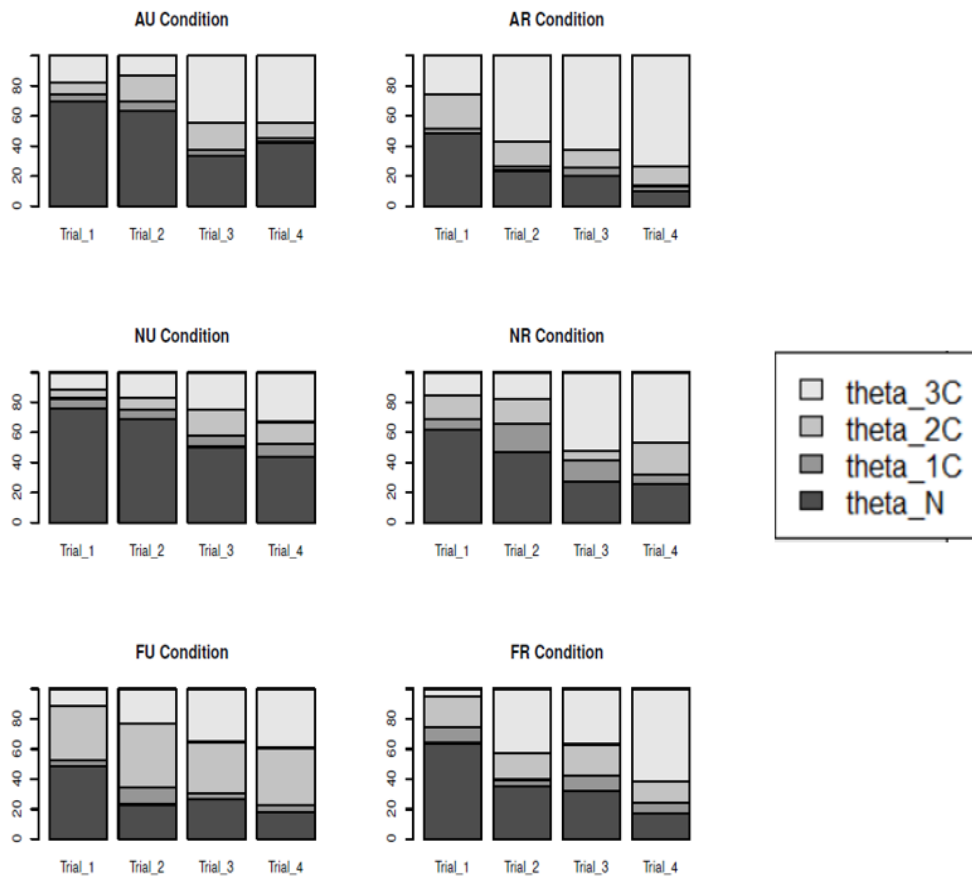 AU Condition
0 20 40 60 80
Trial_1 Trial_2 Trial_3 Trial_4
AR Condition
0 20 40 60 80
Trial_1 Trial_2 Trial_3 Trial_4
NU Condition
0 20 40 60 80
Trial_1 Trial_2 Trial_3 Trial_4
NR Condition
0 20 40 60 80
Trial_1 Trial_2 Trial_3 Trial_4
theta_3C
theta_2C
theta_1C
theta_N
FU Condition
0 20 40 60 80
Trial_1 Trial_2 Trial_3 Trial_4
FR Condition
0 20 40 60 80
Trial_1 Trial_2 Trial_3 Trial_4